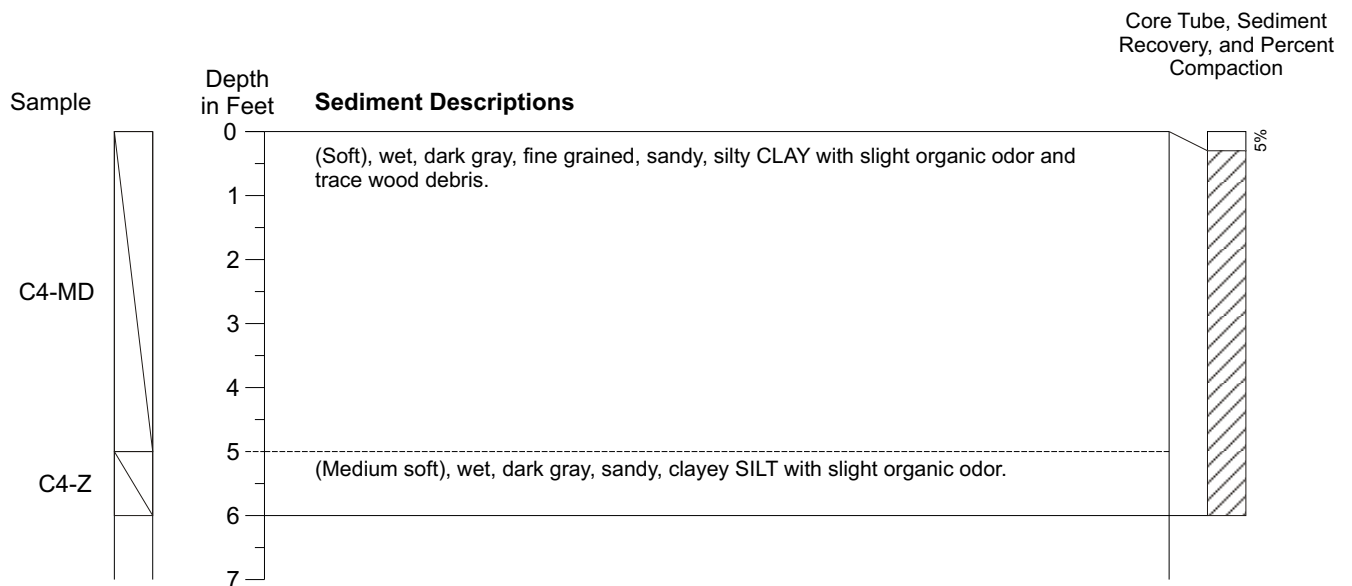 Core Tube, Sediment
Recovery, and Percent
Compaction
Sample
Depth
in Feet
Sediment Descriptions
0
(Soft), wet, dark gray, fine grained, sandy, silty CLAY with slight organic odor and
trace wood debris.
5%
1
2
C4-MD
3
4
5
(Medium soft), wet, dark gray, sandy, clayey SILT with slight organic odor.
C4-Z
6
7